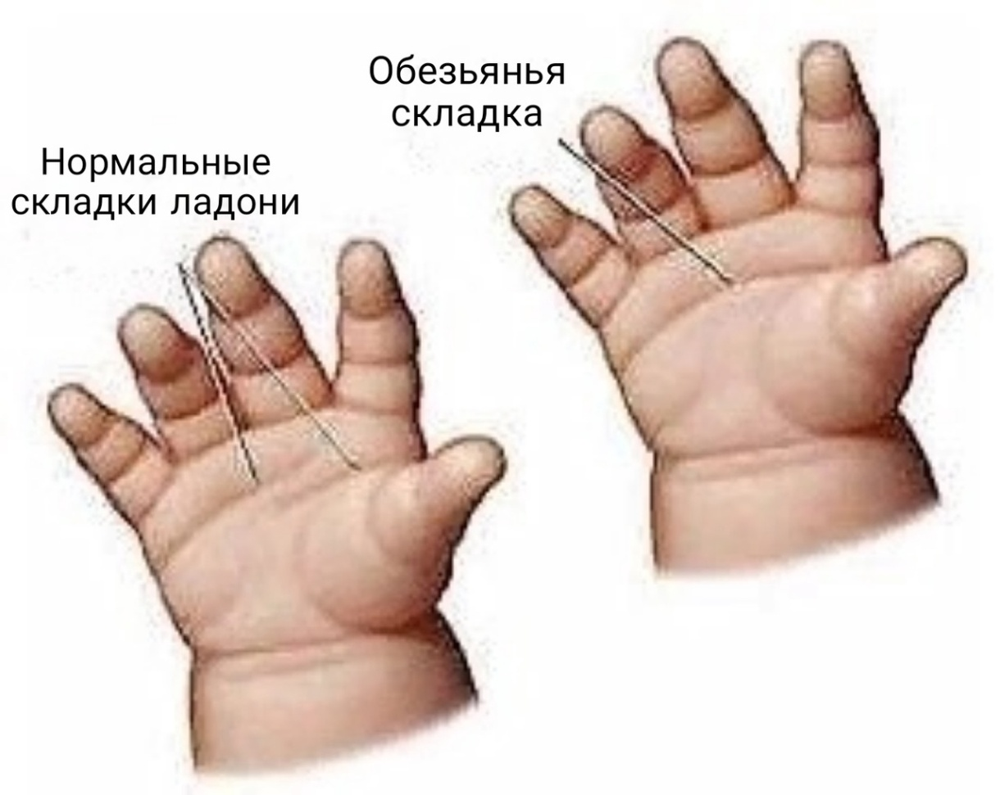 Обезьянья
складка
Нормальные
складки ладони